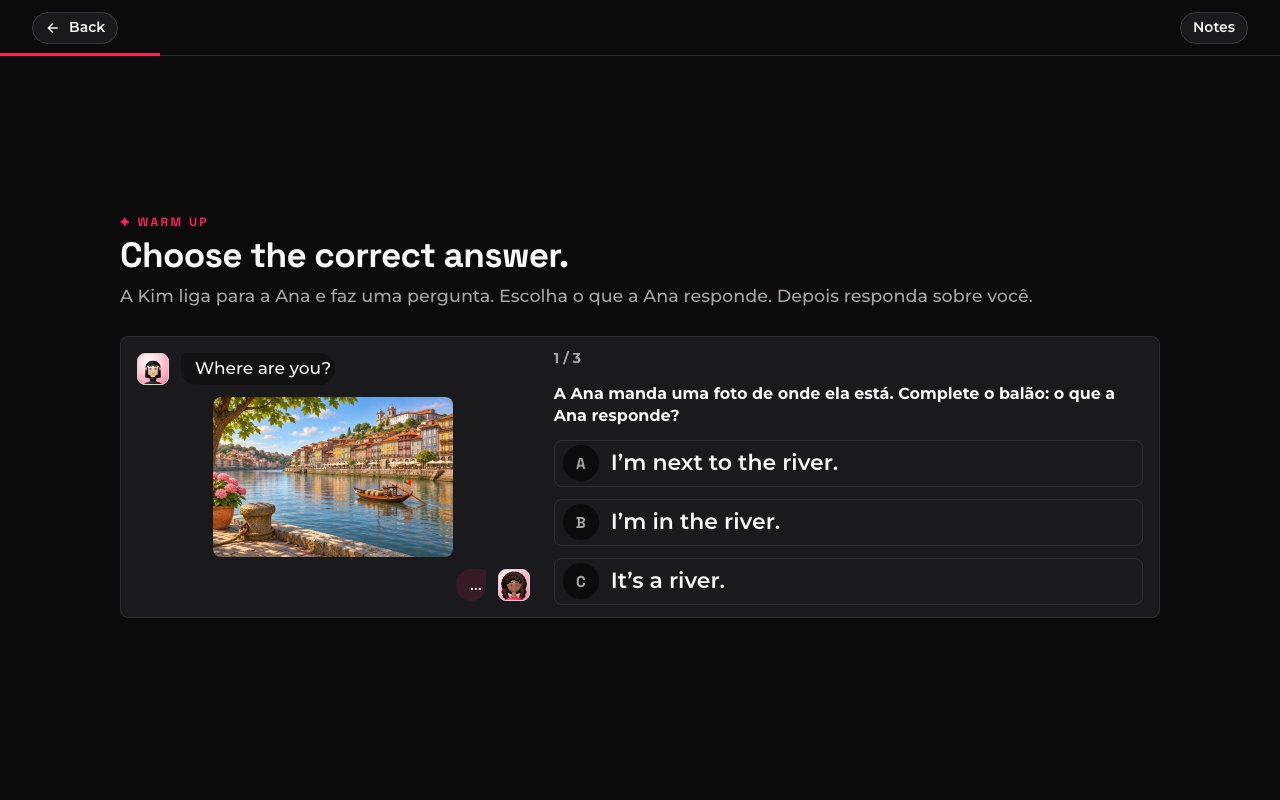 Back
Notes
WARM UP
Choose the correct answer.
A Kim liga para a Ana e faz uma pergunta. Escolha o que a Ana responde. Depois responda sobre você.
Where are you?
...
1 / 3
A Ana manda uma foto de onde ela está. Complete o balão: o que a
Ana responde?
A I’m next to the river.
B I’m in the river.
C It’s a river.